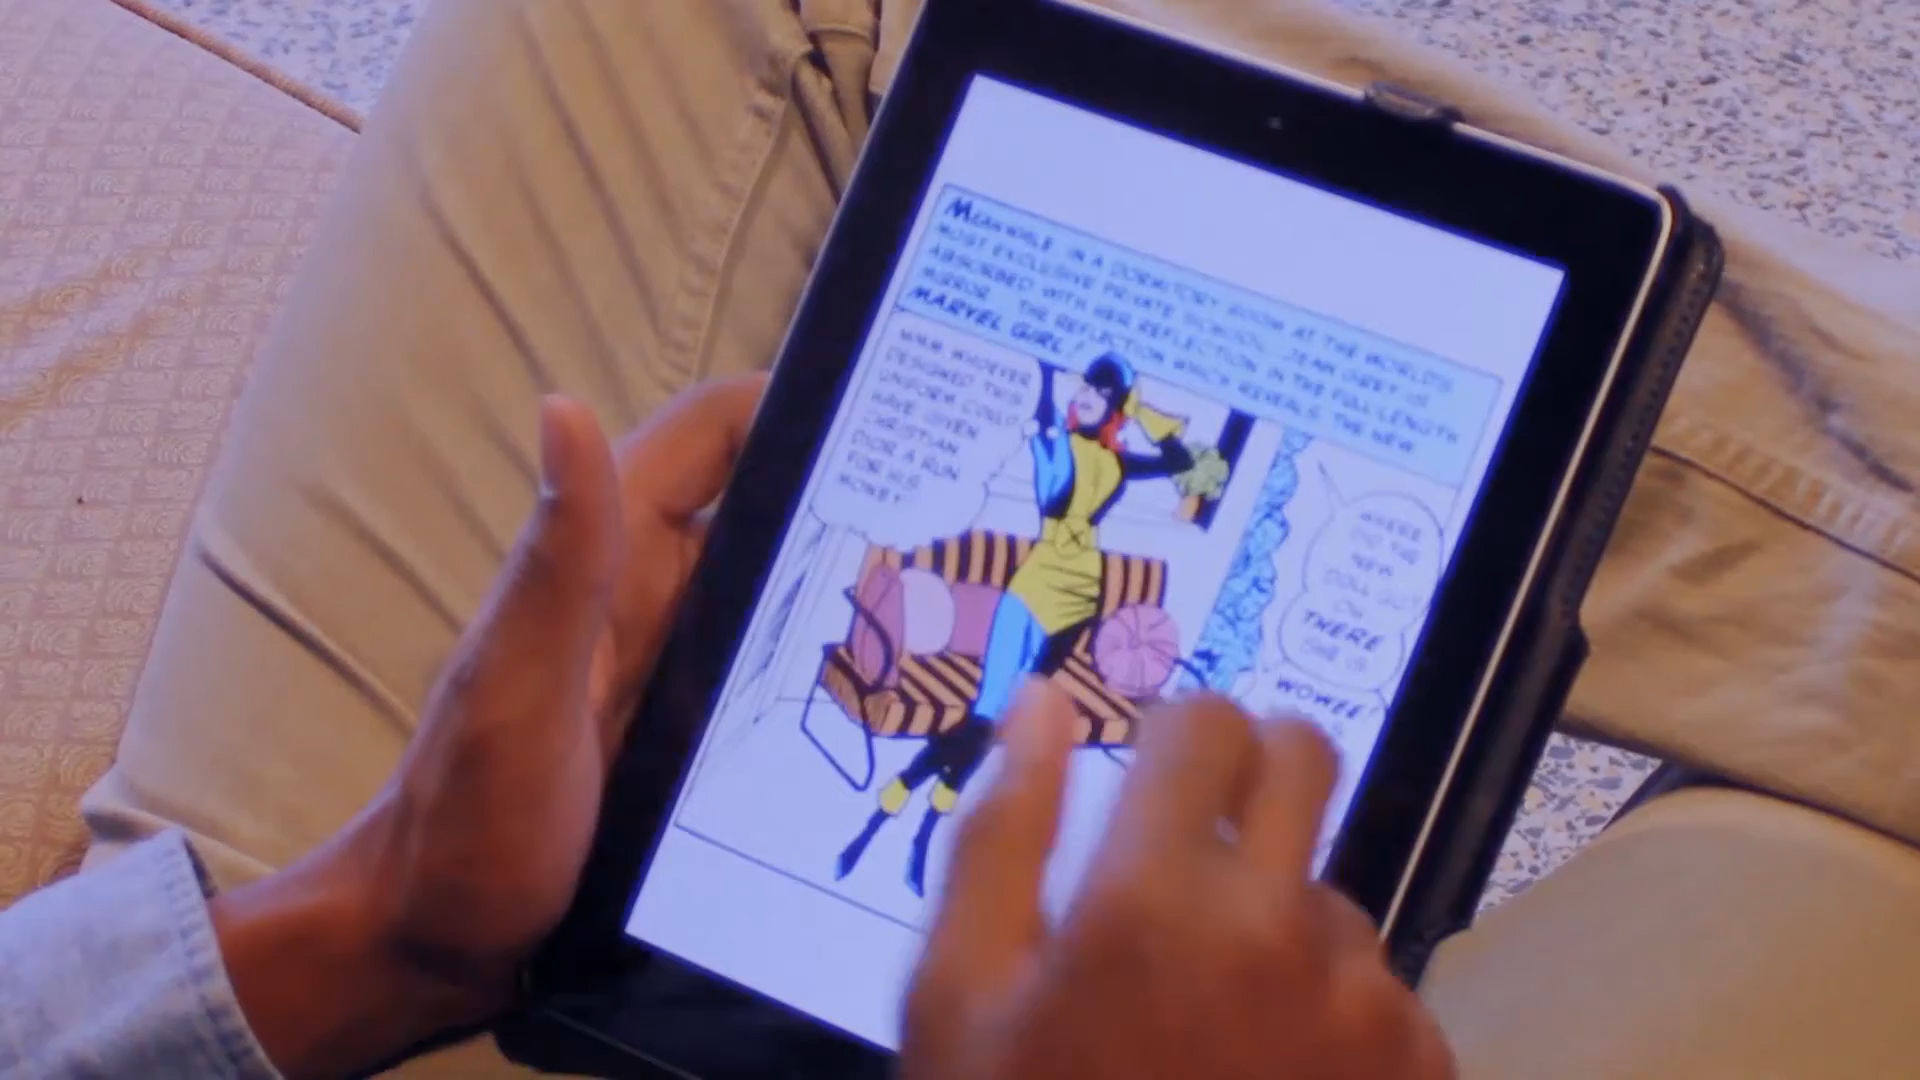 MEANWHILE, IN A DORMITORY ROOM AT THE WORLD'S
MOST EXCLUSIVE PRIVATE SCHOOL, JEAN GREY IS
ABSORBED WITH HER REFLECTION IN THE FULL-LENGTH
MIRROR... THE REFLECTION WHICH REVEALS THE NEW
MARVEL GIRL!
WHOEVER
DESIGNED THIS
UNIFORM COULD
HAVE GIVEN
CHRISTIAN
DIOR A RUN
FOR HIS
MONEY!
WHERE
DID THE
NEW
DOLL GO?
OH
THERE
SHE IS
WOWEE!